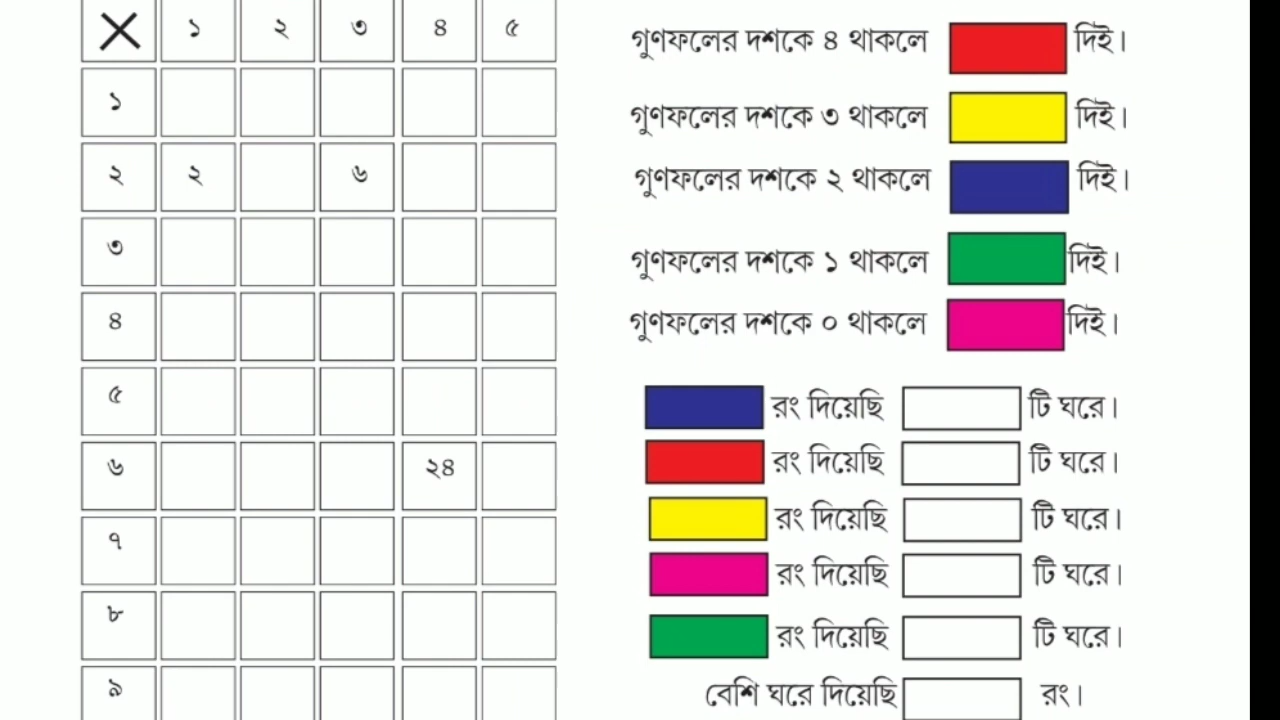 × ১ ২ ৩ ৪ ৫
১
২ ২ ৬
৩
৪
৫
৬ ২৪
৭
৮
৯
গুণফলের দশকে ৪ থাকলে দিই।
গুণফলের দশকে ৩ থাকলে দিই।
গুণফলের দশকে ২ থাকলে দিই।
গুণফলের দশকে ১ থাকলে দিই।
গুণফলের দশকে ০ থাকলে দিই।
রং দিয়েছি টি ঘরে।
রং দিয়েছি টি ঘরে।
রং দিয়েছি টি ঘরে।
রং দিয়েছি টি ঘরে।
রং দিয়েছি টি ঘরে।
বেশি ঘরে দিয়েছি রং।